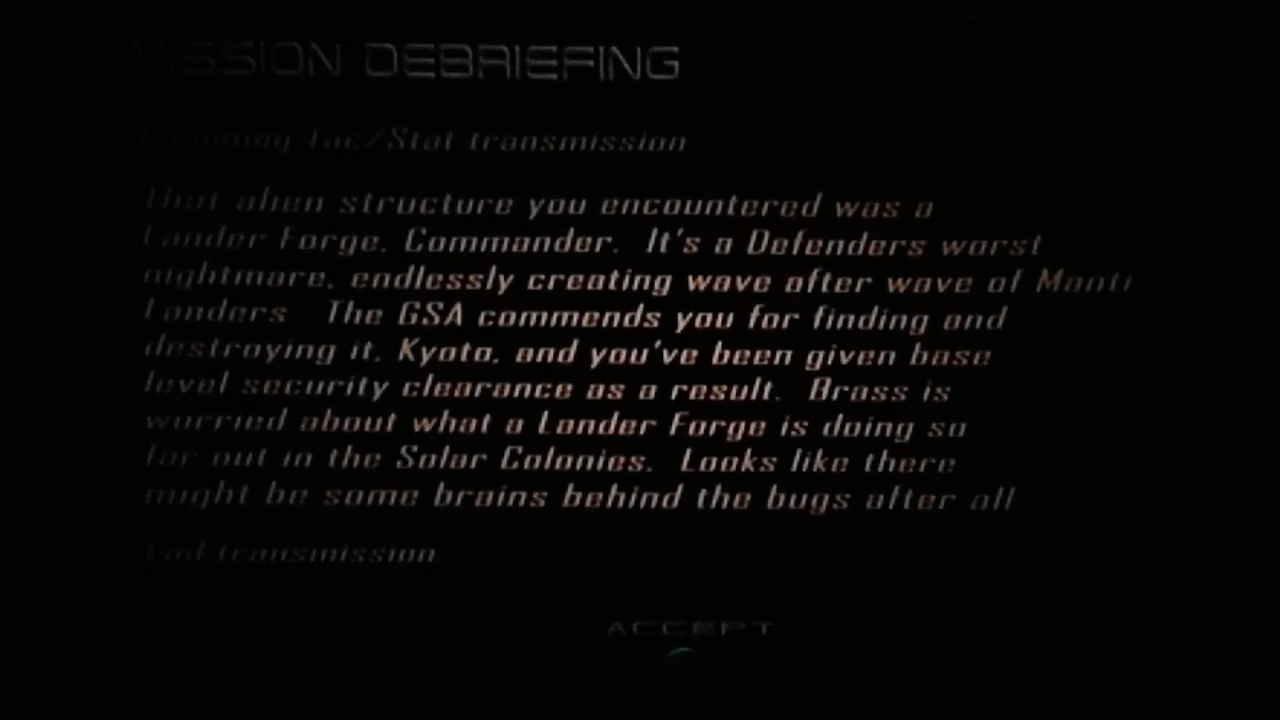 MISSION DEBRIEFING
Incoming Tac/Stat transmission.
That alien structure you encountered was a
Lander Forge, Commander. It's a Defenders worst
nightmare, endlessly creating wave after wave of Manti
Landers. The GSA commends you for finding and
destroying it, Kyoto, and you've been given base
level security clearance as a result. Brass is
worried about what a Lander Forge is doing so
far out in the Solar Colonies. Looks like there
might be some brains behind the bugs after all.
End transmission.
ACCEPT